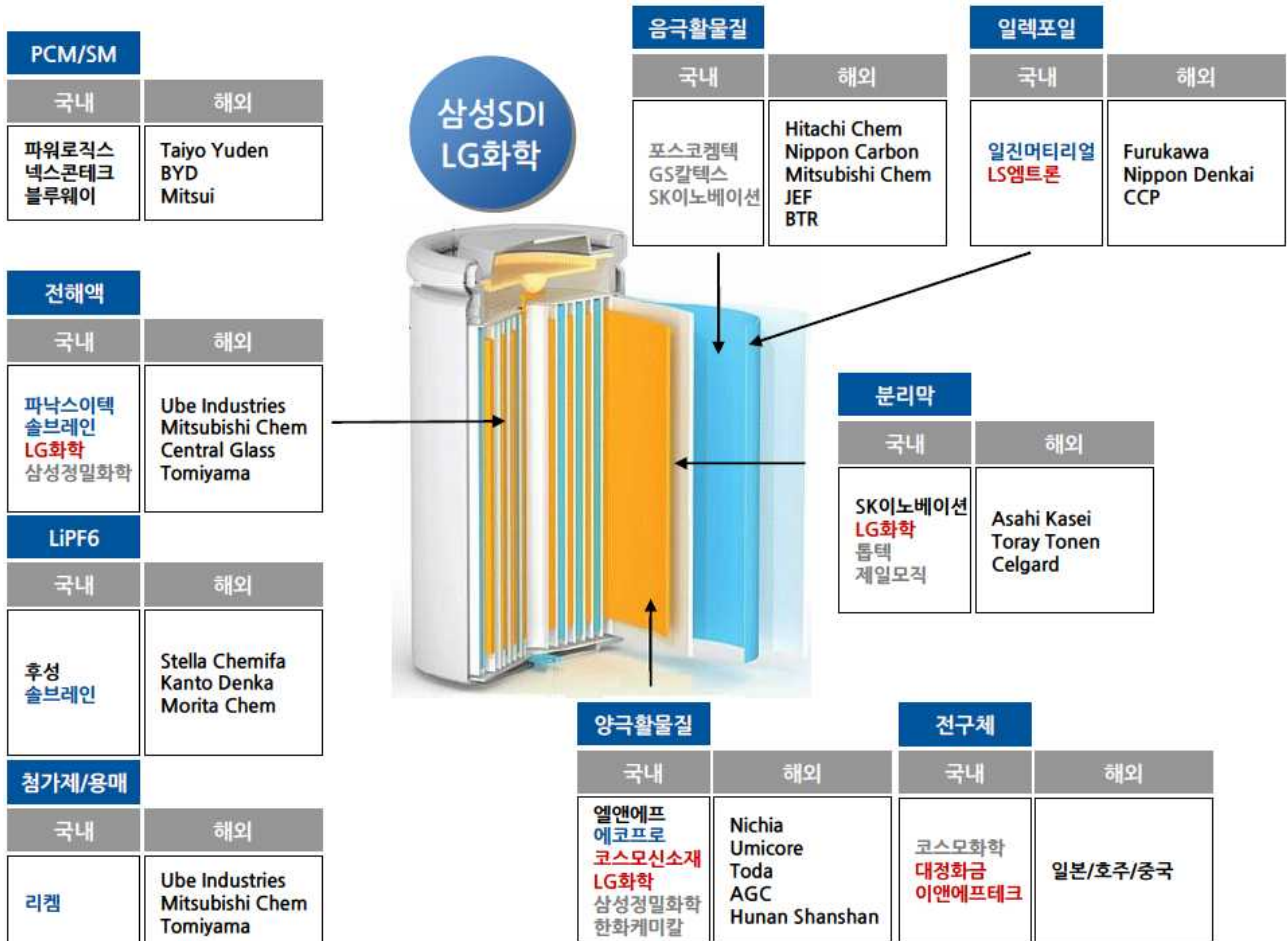 PCM/SM
국내 해외
파워로직스
넥스콘테크
블루웨이
Taiyo Yuden
BYD
Mitsui
삼성SDI
LG화학
음극활물질
국내 해외
포스코켐텍
GS칼텍스
SK이노베이션
Hitachi Chem
Nippon Carbon
Mitsubishi Chem
JEF
BTR
일렉포일
국내 해외
일진머티리얼
LS엠트론
Furukawa
Nippon Denkai
CCP
전해액
국내 해외
파낙스이텍
솔브레인
LG화학
삼성정밀화학
Ube Industries
Mitsubishi Chem
Central Glass
Tomiyama
분리막
국내 해외
SK이노베이션
LG화학
톱텍
제일모직
Asahi Kasei
Toray Tonen
Celgard
LiPF6
국내 해외
후성
솔브레인
Stella Chemifa
Kanto Denka
Morita Chem
첨가제/용매
국내 해외
리켐
Ube Industries
Mitsubishi Chem
Tomiyama
양극활물질
국내 해외
엘앤에프
에코프로
코스모신소재
LG화학
삼성정밀화학
한화케미칼
Nichia
Umicore
Toda
AGC
Hunan Shanshan
전구체
국내 해외
코스모화학
대정화금
이앤에프테크
일본/호주/중국